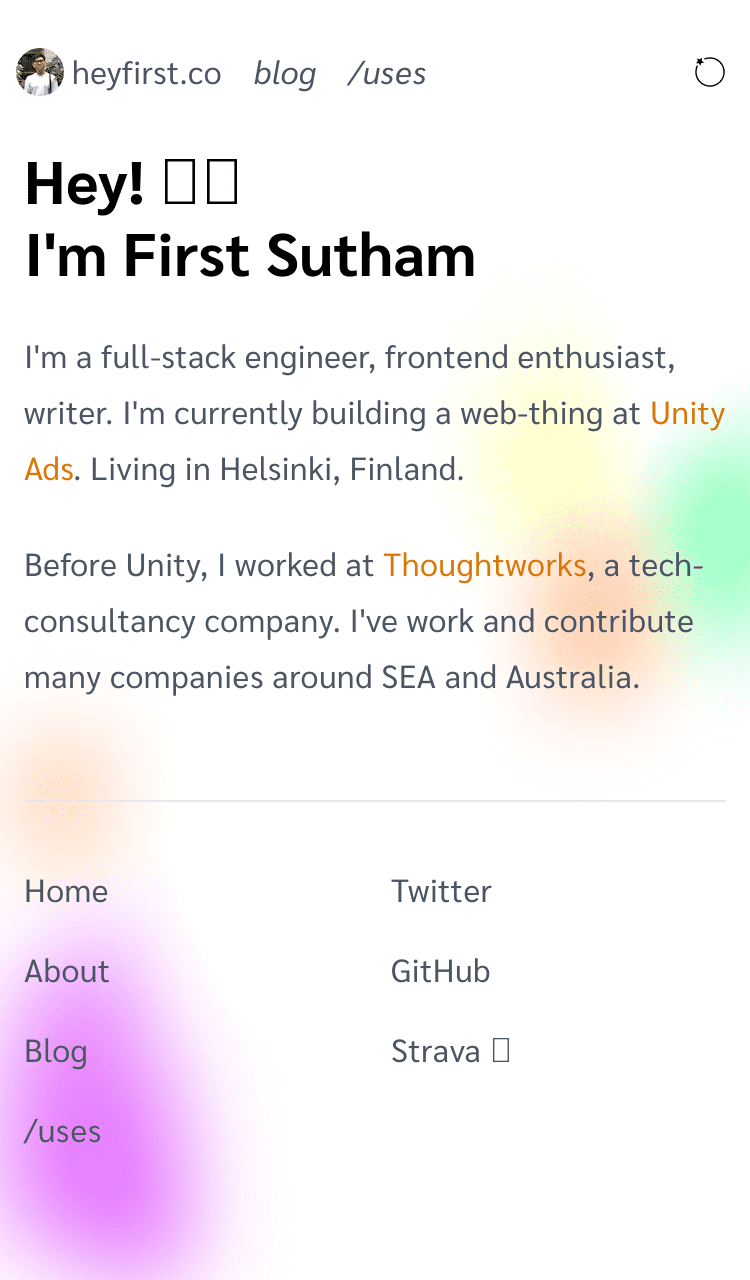 heyfirst.co blog /uses
Hey!
I'm First Sutham
I'm a full-stack engineer, frontend enthusiast,
writer. I'm currently building a web-thing at Unity
Ads. Living in Helsinki, Finland.
Before Unity, I worked at Thoughtworks, a tech-
consultancy company. I've work and contribute
many companies around SEA and Australia.
Home
About
Blog
/uses
Twitter
GitHub
Strava